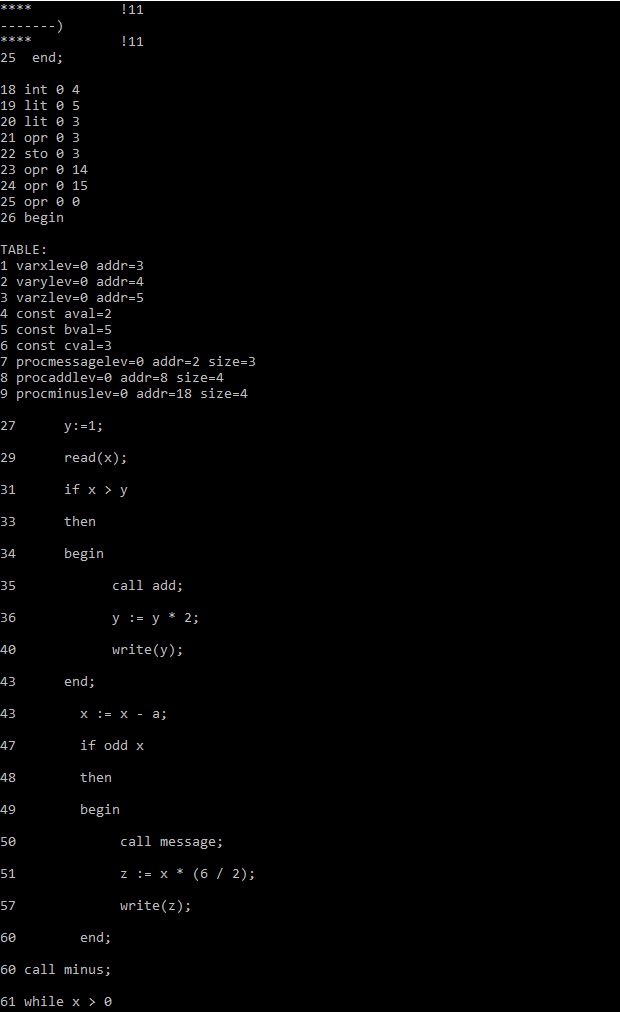 ****           !11
-------)
****           !11
25  end;
18 int 0 4
19 lit 0 5
20 lit 0 3
21 opr 0 3
22 sto 0 3
23 opr 0 14
24 opr 0 15
25 opr 0 0
26 begin
TABLE:
1 varxlev=0 addr=3
2 varylev=0 addr=4
3 varzlev=0 addr=5
4 const aval=2
5 const bval=5
6 const cval=3
7 procmessagelev=0 addr=2 size=3
8 procaddlev=0 addr=8 size=4
9 procminuslev=0 addr=18 size=4
27      y:=1;
29      read(x);
31      if x > y
33      then
34      begin
35            call add;
36            y := y * 2;
40            write(y);
43      end;
43        x := x - a;
47        if odd x
48        then
49        begin
50             call message;
51             z := x * (6 / 2);
57             write(z);
60        end;
60 call minus;
61 while x > 0